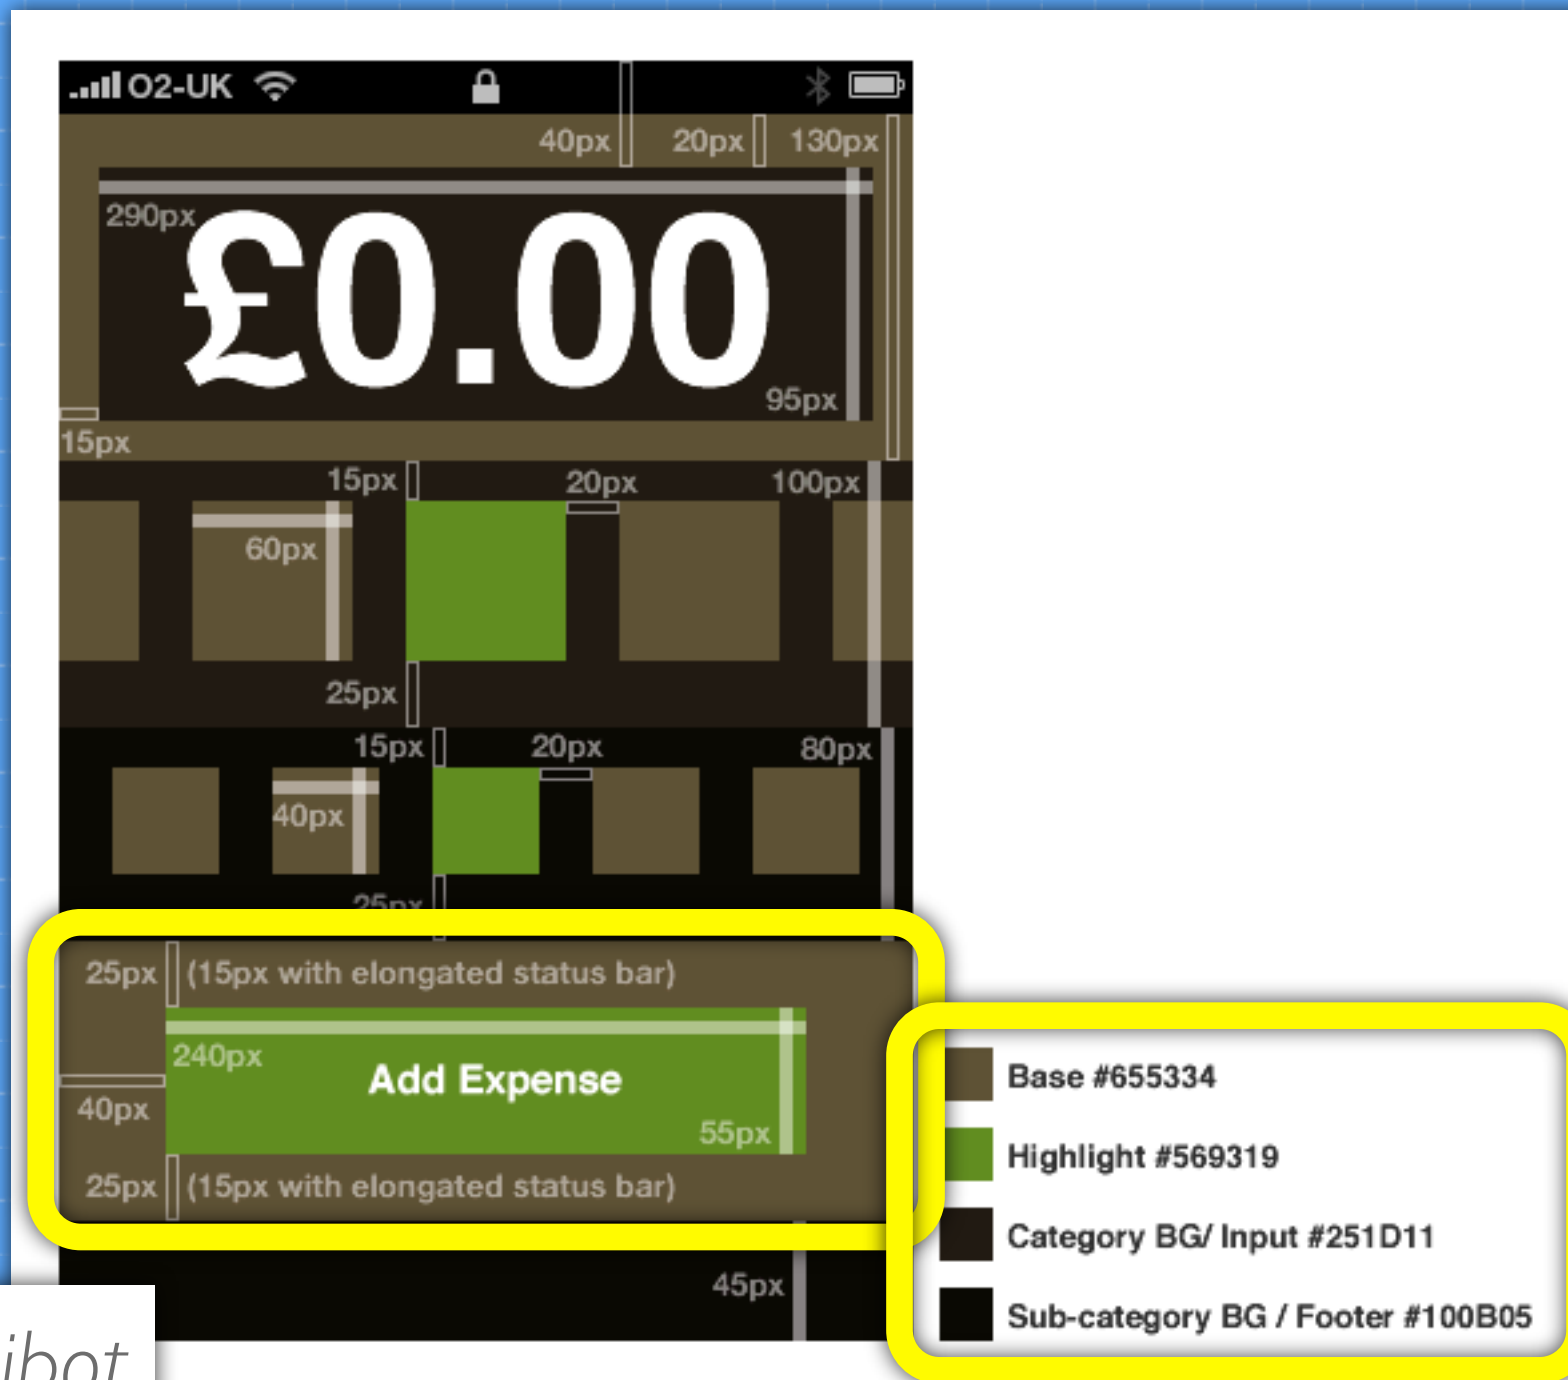 O2-UK
40px 20px 130px
290px
£0.00
95px
15px
15px 20px 100px
60px
25px
15px 20px 80px
40px
25px
25px (15px with elongated status bar)
240px
Add Expense
40px
55px
25px (15px with elongated status bar)
45px
Base #655334
Highlight #569319
Category BG/ Input #251D11
Sub-category BG / Footer #100B05
ibot